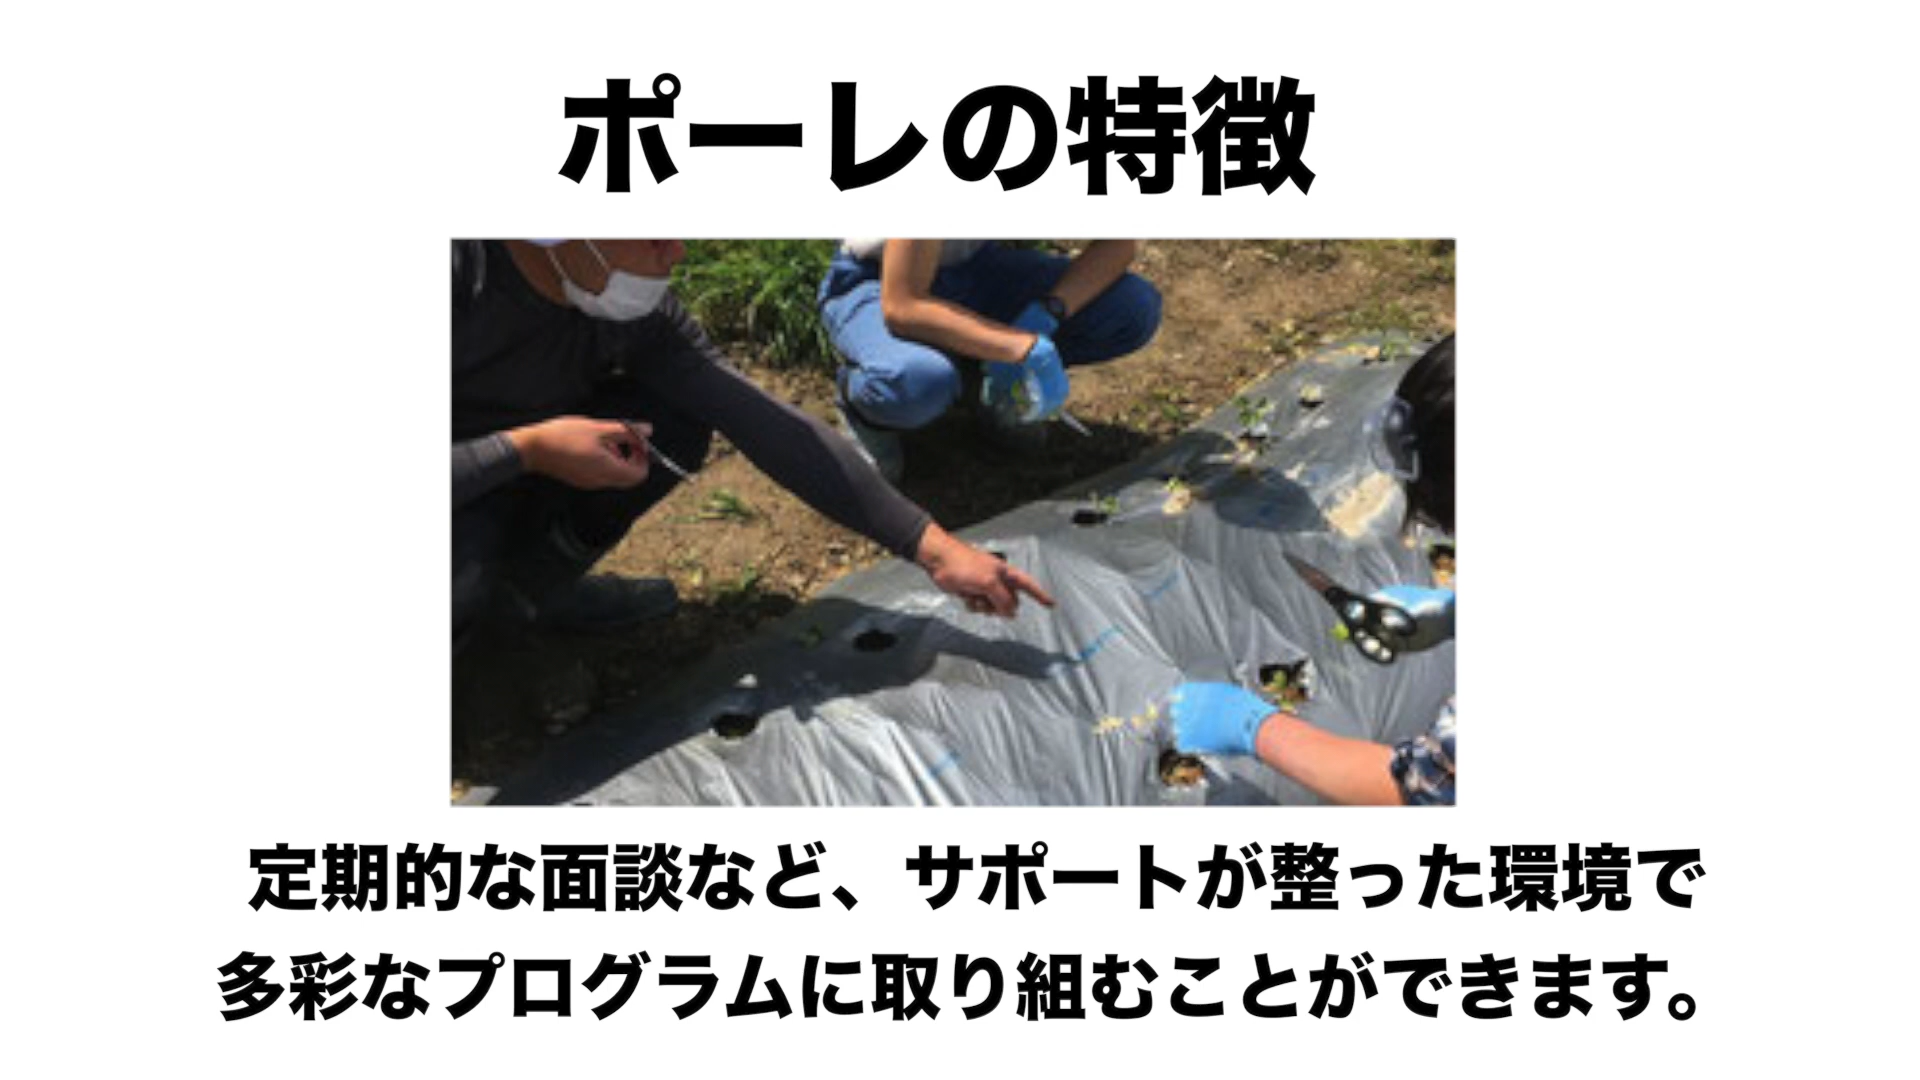 ポーレの特徴
定期的な面談など、サポートが整った環境で
多彩なプログラムに取り組むことができます。